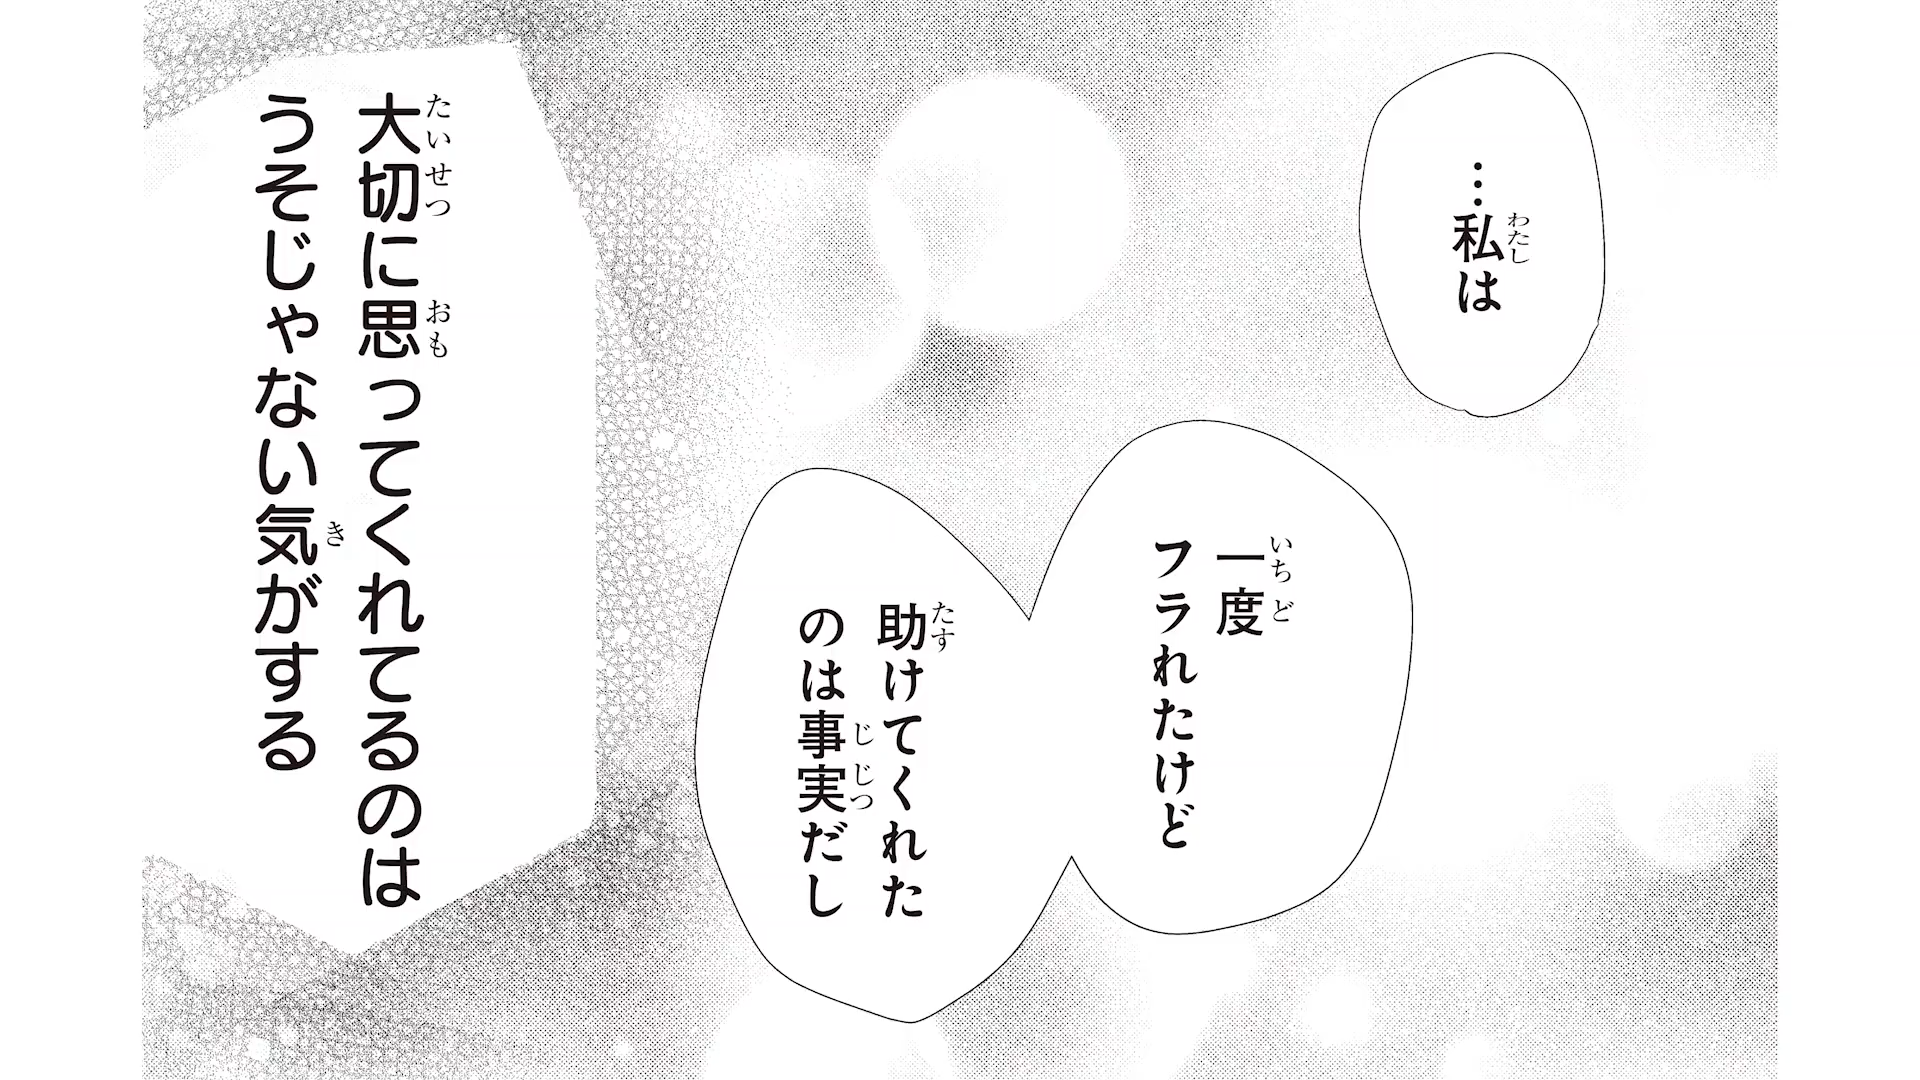 …私は
一度
フラれたけど
助けてくれた
のは事実だし
大切に思ってくれてるのは
うそじゃない気がする